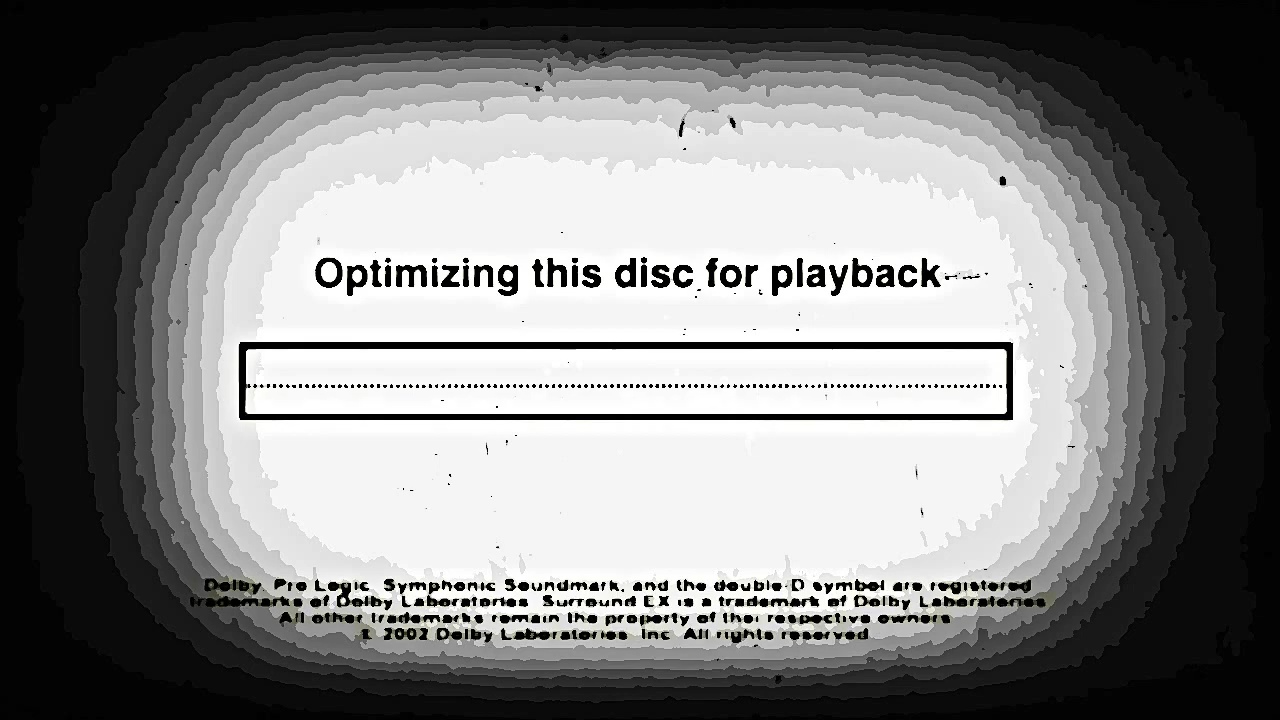 Optimizing this disc for playback
Dolby, Pro Logic, Symphonic Soundmark, and the double-D symbol are registered
trademarks of Dolby Laboratories. Surround EX is a trademark of Dolby Laboratories.
All other trademarks remain the property of their respective owners.
© 2002 Dolby Laboratories, Inc. All rights reserved.